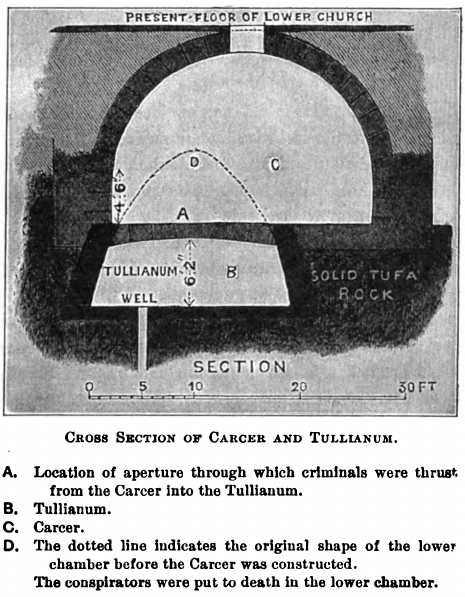 PRESENT-FLOOR OF LOWER CHURCH
D
C
4.6
A
TULLIANUM
6.2"
B
WELL
SOLID TUFA
ROCK
SECTION
0 5 10 20 30 FT
CROSS SECTION OF CARCER AND TULLIANUM.
A. Location of aperture through which criminals were thrust
from the Carcer into the Tullianum.
B. Tullianum.
C. Carcer.
D. The dotted line indicates the original shape of the lower
chamber before the Carcer was constructed.
The conspirators were put to death in the lower chamber.